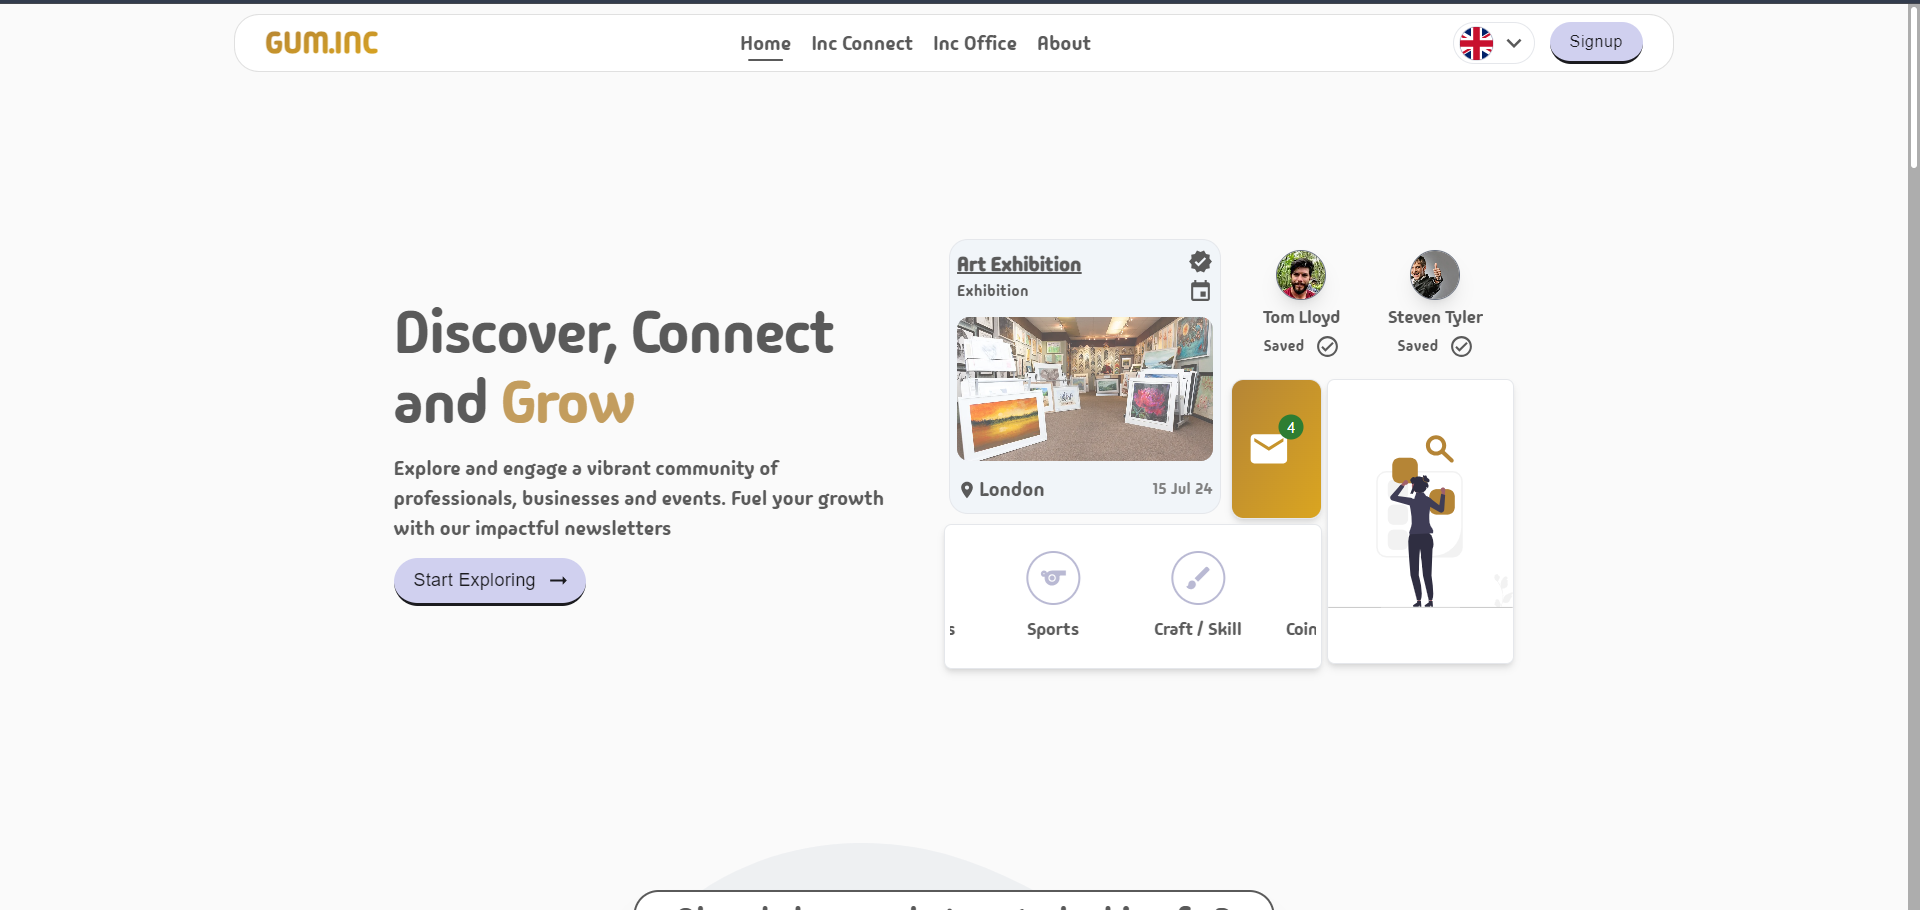 GUM.INC
Home Inc Connect Inc Office About
Signup
Discover, Connect
and Grow
Explore and engage a vibrant community of
professionals, businesses and events. Fuel your growth
with our impactful newsletters
Start Exploring
Art Exhibition
Exhibition
London
15 Jul 24
Tom Lloyd
Saved
Steven Tyler
Saved
4
s
Sports
Craft / Skill
Coin